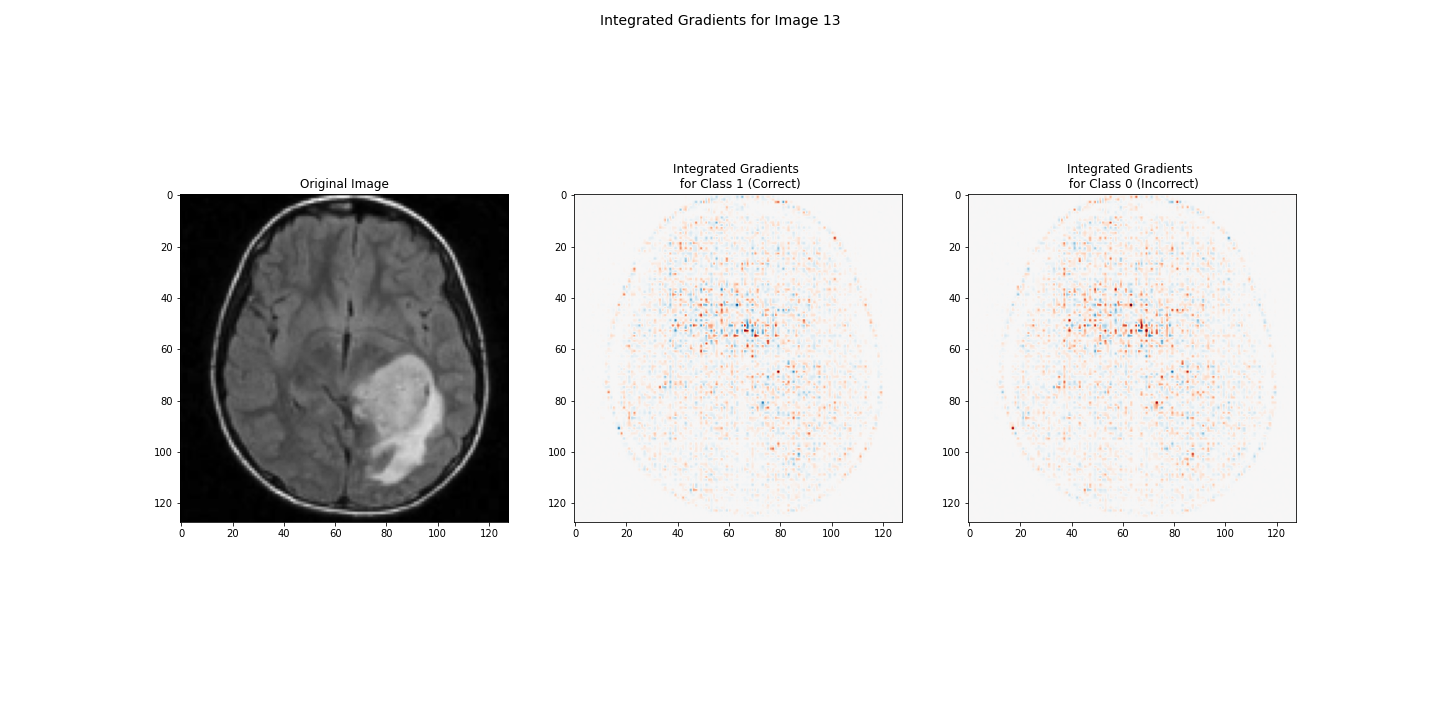 Integrated Gradients for Image 13
Original Image
0
20
40
60
80
100
120
0 20 40 60 80 100 120
Integrated Gradients
for Class 1 (Correct)
0
20
40
60
80
100
120
0 20 40 60 80 100 120
Integrated Gradients
for Class 0 (Incorrect)
0
20
40
60
80
100
120
0 20 40 60 80 100 120